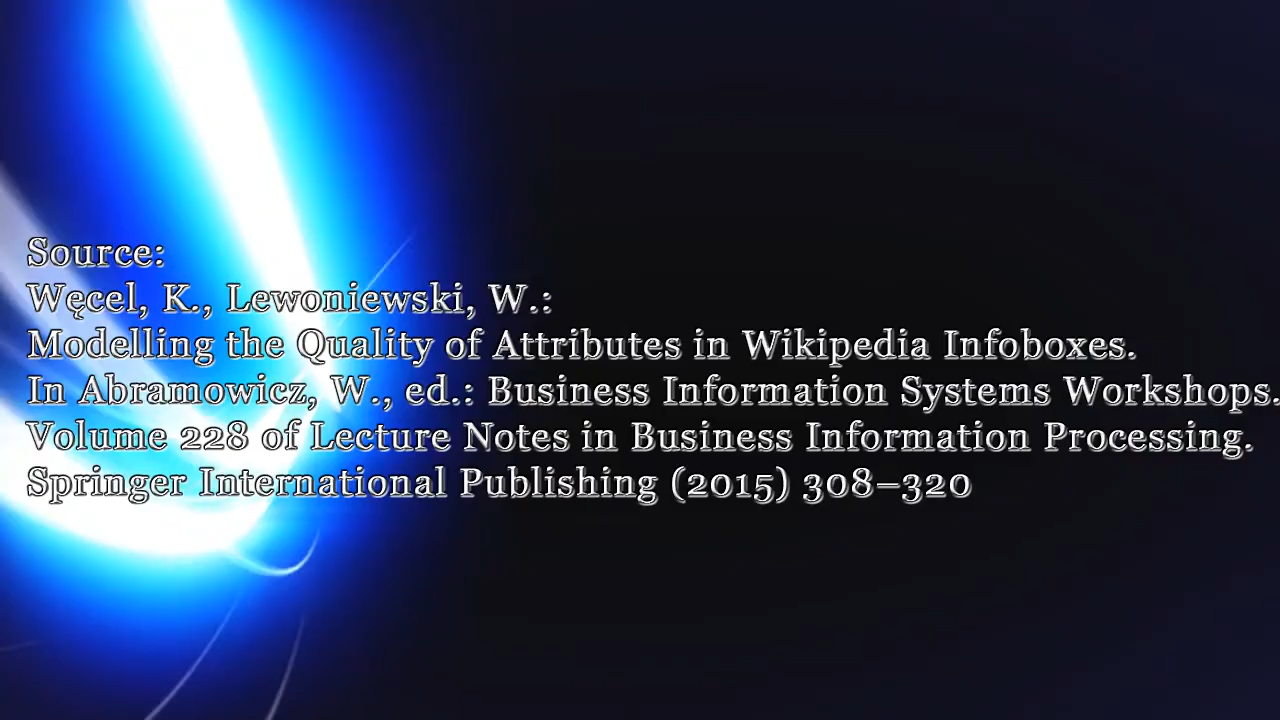 Source:
Węcel, K., Lewoniewski, W.:
Modelling the Quality of Attributes in Wikipedia Infoboxes.
In Abramowicz, W., ed.: Business Information Systems Workshops.
Volume 228 of Lecture Notes in Business Information Processing.
Springer International Publishing (2015) 308–320